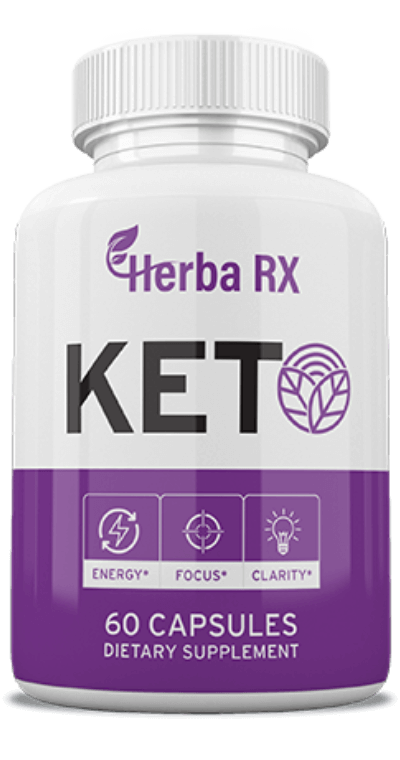 Herba RX
KETO
ENERGY* FOCUS* CLARITY*
60 CAPSULES
DIETARY SUPPLEMENT